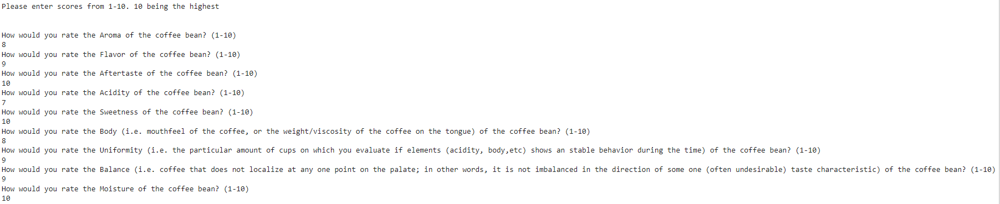 Please enter scores from 1-10. 10 being the highest
How would you rate the Aroma of the coffee bean? (1-10)
8
How would you rate the Flavor of the coffee bean? (1-10)
9
How would you rate the Aftertaste of the coffee bean? (1-10)
10
How would you rate the Acidity of the coffee bean? (1-10)
7
How would you rate the Sweetness of the coffee bean? (1-10)
10
How would you rate the Body (i.e. mouthfeel of the coffee, or the weight/viscosity of the coffee on the tongue) of the coffee bean? (1-10)
8
How would you rate the Uniformity (i.e. the particular amount of cups on which you evaluate if elements (acidity, body,etc) shows an stable behavior during the time) of the coffee bean? (1-10)
9
How would you rate the Balance (i.e. coffee that does not localize at any one point on the palate; in other words, it is not imbalanced in the direction of some one (often undesirable) taste characteristic) of the coffee bean? (1-10)
9
How would you rate the Moisture of the coffee bean? (1-10)
10